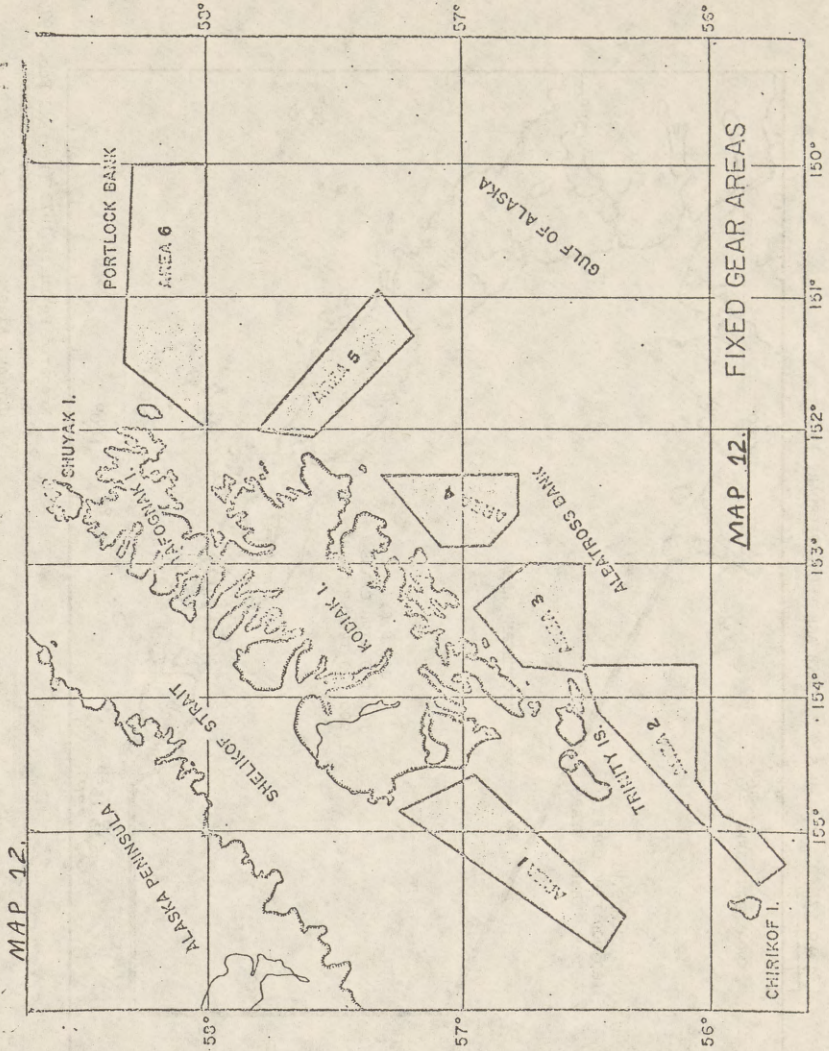 MAP 12.
ALASKA PENINSULA
SHELIKOF STRAIT
SHUYAK I.
AFOGNAK I.
KODIAK I.
PORTLOCK BANK
AREA 6
AREA 5
AREA 4
AREA 3
AREA 2
AREA 1
ALBATROSS BANK
TRINITY IS.
CHIRIKOF I.
GULF OF ALASKA
MAP 12.
FIXED GEAR AREAS
58°
57°
56°
58°
57°
56°
155°
154°
153°
152°
151°
150°